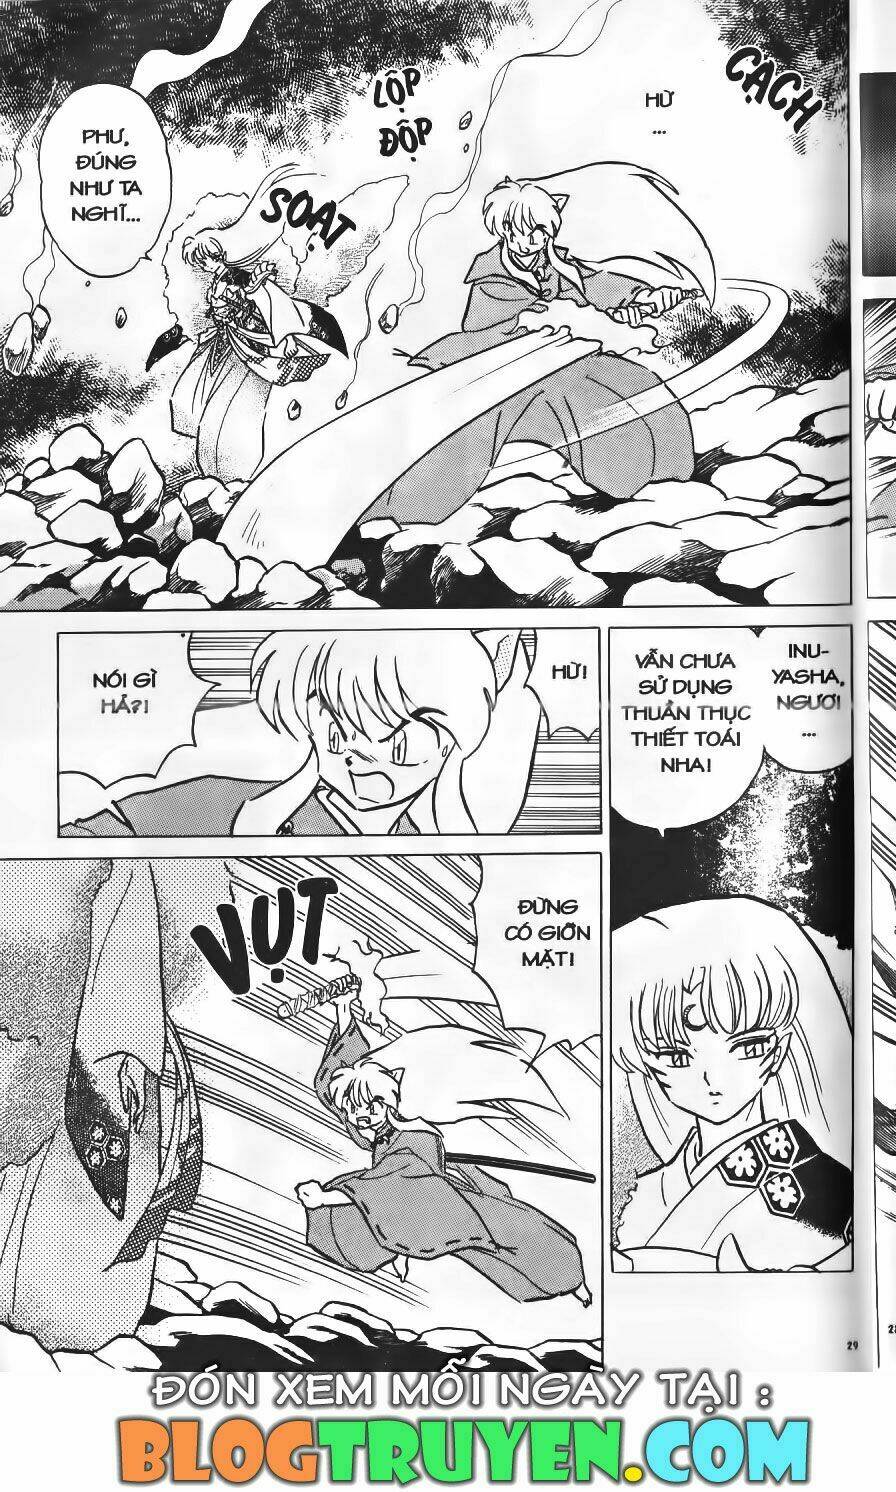 CẠCH
HỪ
...
LỘP
ĐỘP
SOẠT
PHƯ,
ĐÚNG
NHƯ TA
NGHĨ...
INU-
YASHA,
NGƯƠI
...
VẪN CHƯA
SỬ DỤNG
THUẦN THỤC
THIẾT TOÁI
NHA!
HỪ!
NÓI GÌ
HẢ?!
ĐỪNG
CÓ GIỠN
MẶT!
VỤT
29
ĐÓN XEM MỖI NGÀY TẠI :
BLOGTRUYEN.COM